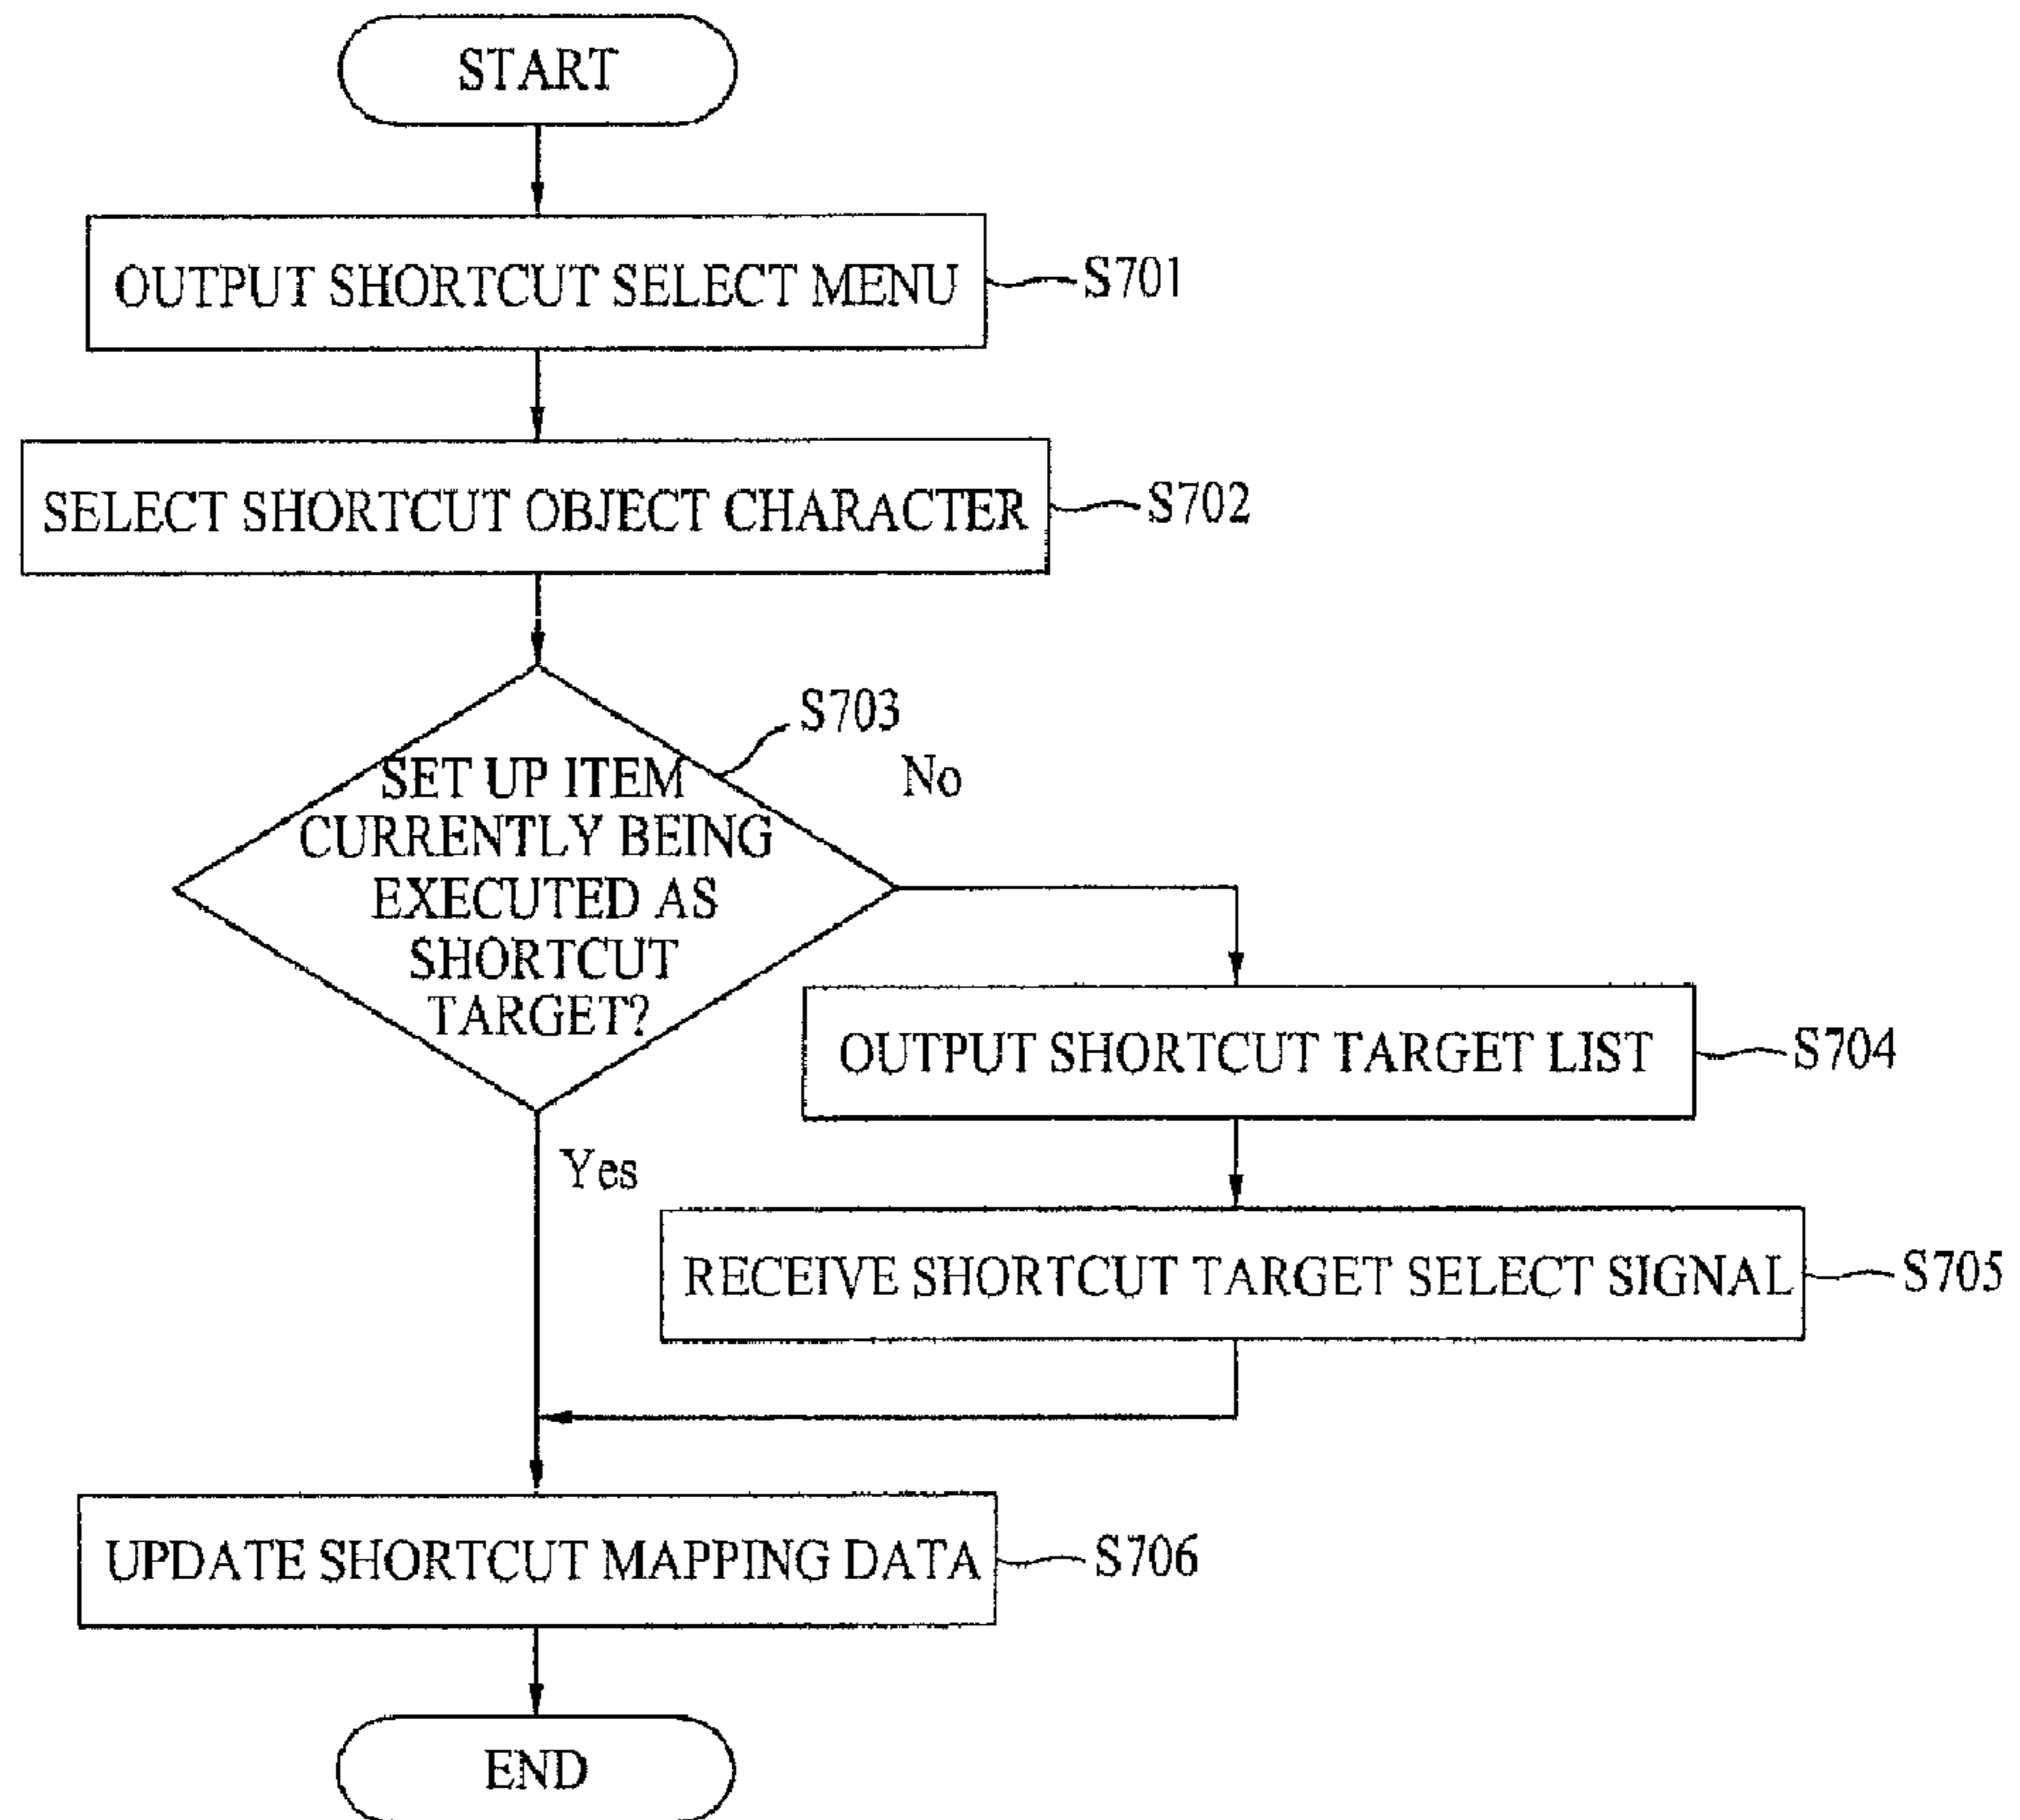 START
OUTPUT SHORTCUT SELECT MENU
S701
SELECT SHORTCUT OBJECT CHARACTER
S702
S703
SET UP ITEM
CURRENTLY BEING
EXECUTED AS
SHORTCUT
TARGET?
No
OUTPUT SHORTCUT TARGET LIST
S704
Yes
RECEIVE SHORTCUT TARGET SELECT SIGNAL
S705
UPDATE SHORTCUT MAPPING DATA
S706
END